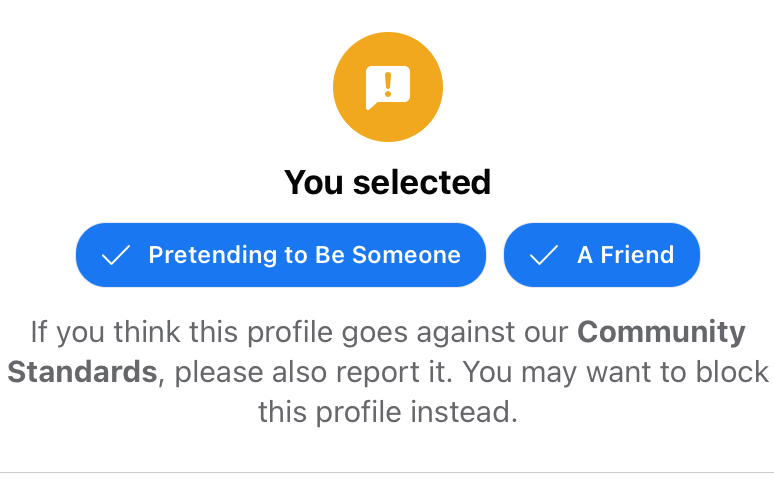 You selected
Pretending to Be Someone A Friend
If you think this profile goes against our Community
Standards, please also report it. You may want to block
this profile instead.